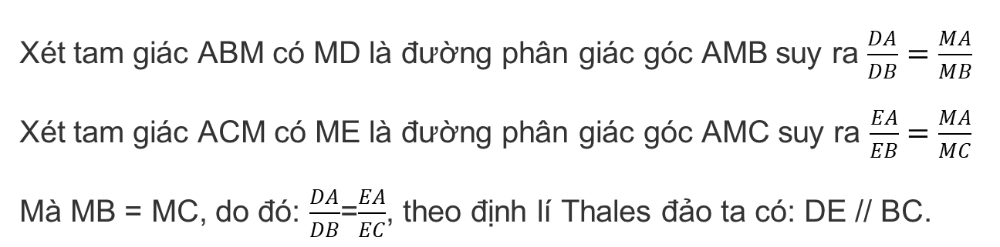 Xét tam giác ABM có MD là đường phân giác góc AMB suy ra \frac{DA}{DB} = \frac{MA}{MB}
Xét tam giác ACM có ME là đường phân giác góc AMC suy ra \frac{EA}{EB} = \frac{MA}{MC}
Mà MB = MC, do đó: \frac{DA}{DB}=\frac{EA}{EC}, theo định lí Thales đảo ta có: DE // BC.